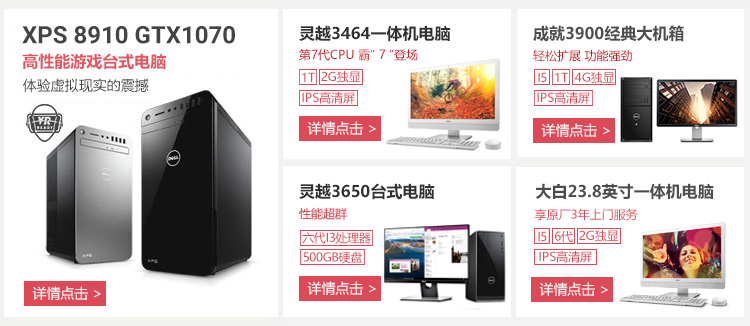 XPS 8910 GTX1070
高性能游戏台式电脑
体验虚拟现实的震撼
VR
READY
DELL
XPS
DELL
XPS
详情点击 >
灵越3464一体机电脑
第7代CPU 霸“ 7 ”登场
1T 2G独显
IPS高清屏
详情点击 >
成就3900经典大机箱
轻松扩展 功能强劲
I5 1T 4G独显
IPS高清屏
详情点击 >
灵越3650台式电脑
性能超群
六代I3处理器
500GB硬盘
详情点击 >
大白23.8英寸一体机电脑
享原厂3年上门服务
I5 6代 2G独显
IPS高清屏
详情点击 >